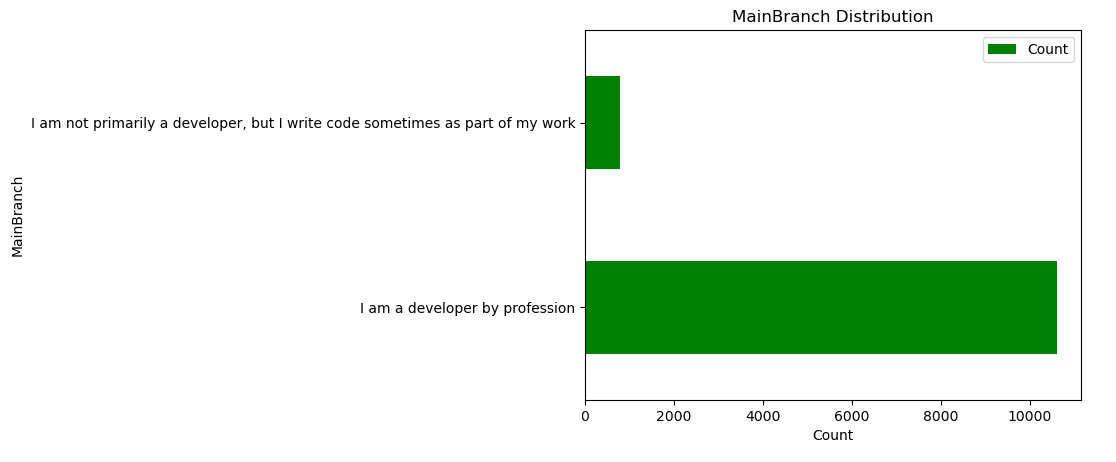 MainBranch Distribution
Count
I am not primarily a developer, but I write code sometimes as part of my work
MainBranch
I am a developer by profession
0 2000 4000 6000 8000 10000
Count